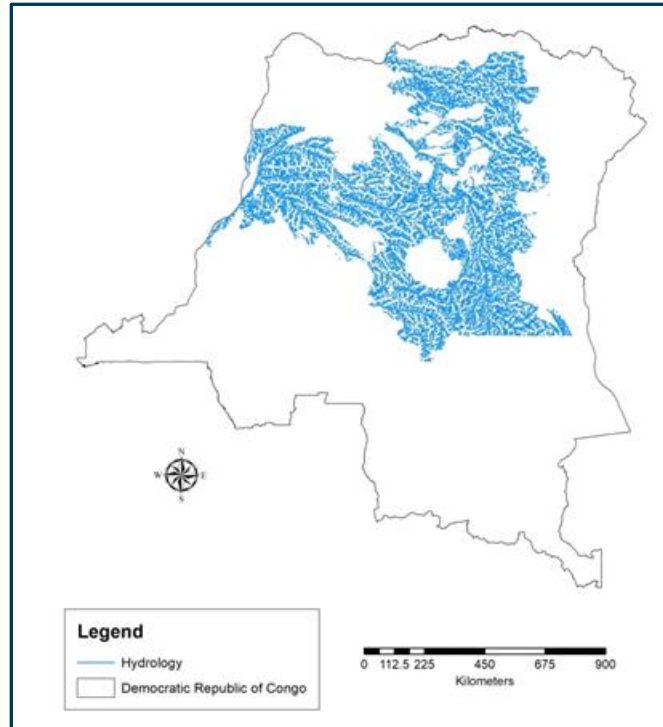 N
W E
S
Legend
Hydrology
Democratic Republic of Congo
0 112.5 225 450 675 900
Kilometers